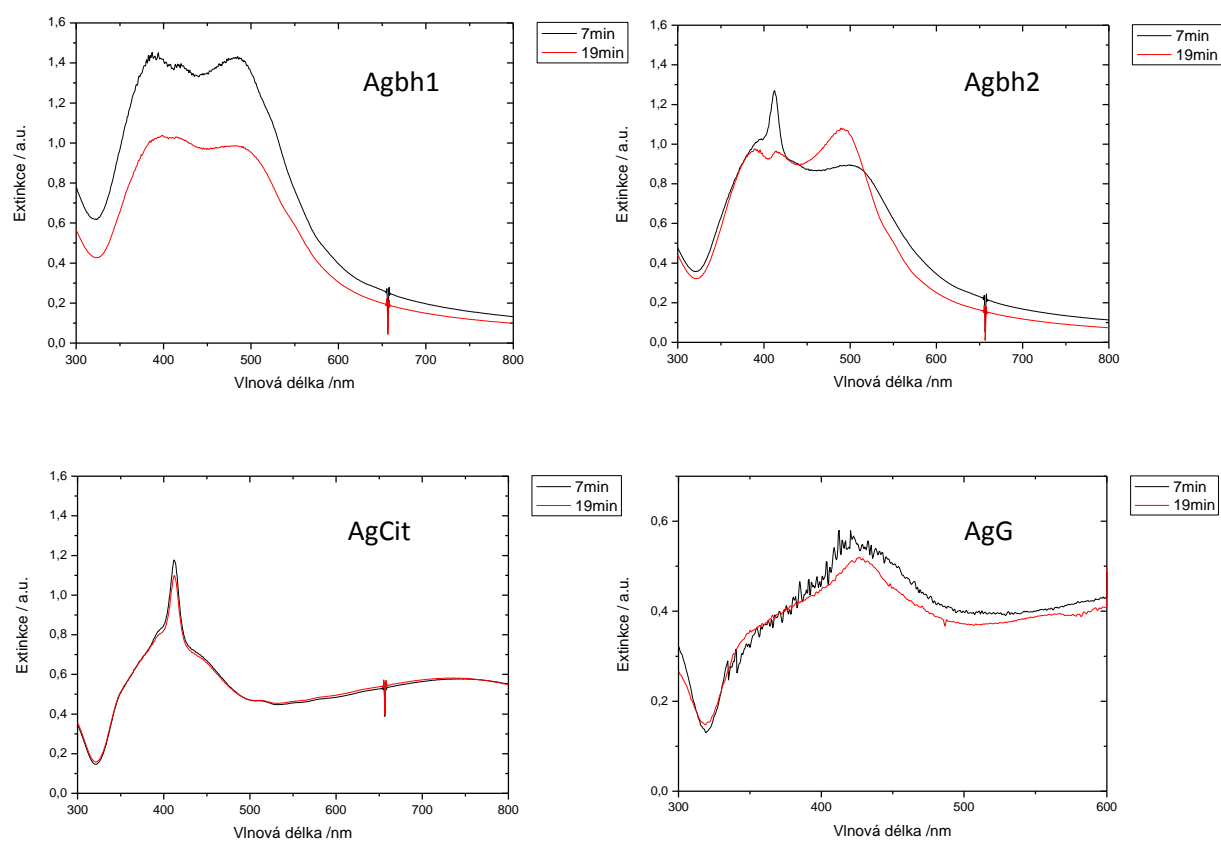 1,6
1,4
1,2
1,0
0,8
0,6
0,4
0,2
0,0
Extinkce / a.u.
300 400 500 600 700 800
Vlnová délka /nm
Agbh1
7min
19min
1,6
1,4
1,2
1,0
0,8
0,6
0,4
0,2
0,0
Extinkce / a.u.
300 400 500 600 700 800
Vlnová délka /nm
Agbh2
7min
19min
1,6
1,4
1,2
1,0
0,8
0,6
0,4
0,2
0,0
Extinkce / a.u.
300 400 500 600 700 800
Vlnová délka /nm
AgCit
7min
19min
0,6
0,4
0,2
0,0
Extinkce / a.u.
300 400 500 600
Vlnová délka /nm
AgG
7min
19min